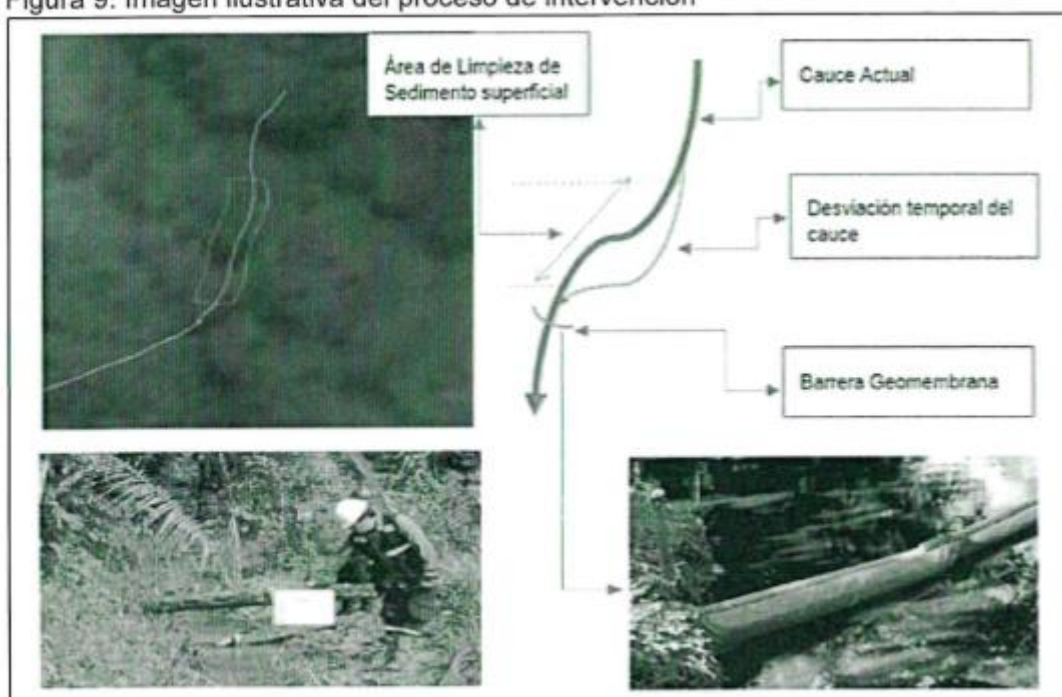 Figura 9. Imagen ilustrativa del proceso de intervención
Área de Limpieza de
Sedimento superficial
Cauce Actual
Desviación temporal del
cauce
Barrera Geomembrana